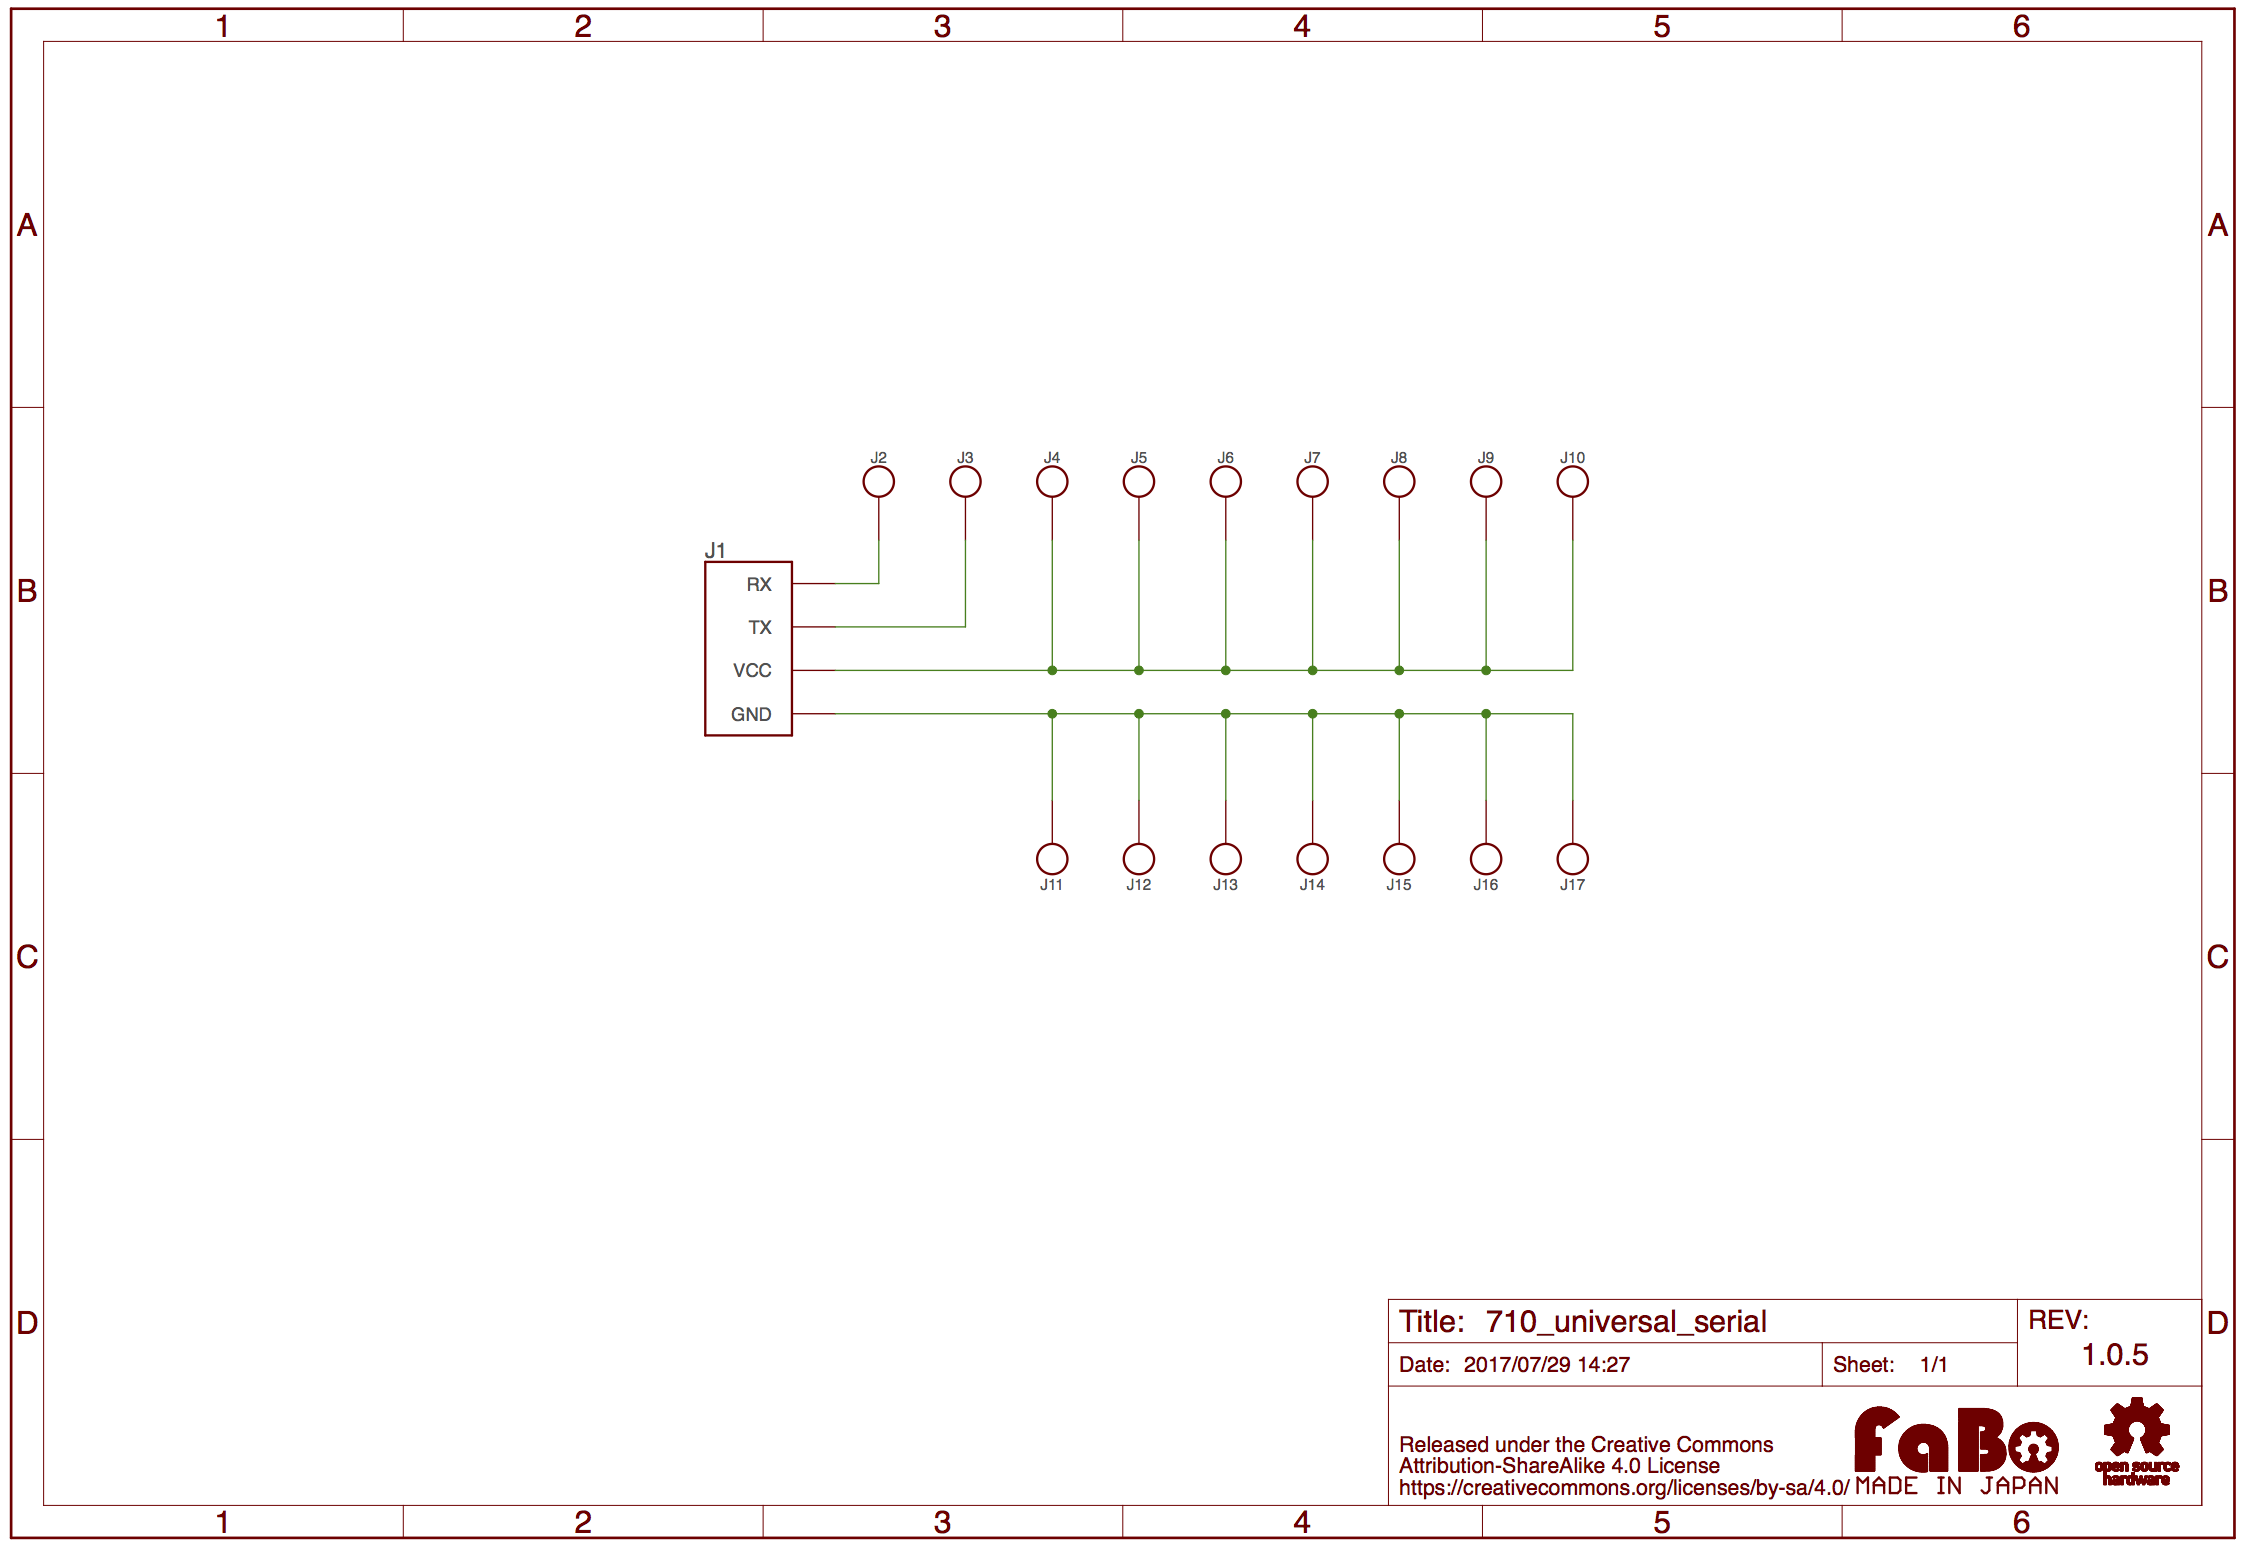 1 2 3 4 5 6
A A
J2 J3 J4 J5 J6 J7 J8 J9 J10
J1
RX
B B
TX
VCC
GND
J11 J12 J13 J14 J15 J16 J17
C C
Title: 710_universal_serial
REV:
D D
1.0.5
Date: 2017/07/29 14:27 Sheet: 1/1
Released under the Creative Commons
Attribution-ShareAlike 4.0 License
https://creativecommons.org/licenses/by-sa/4.0/
FaBo
MADE IN JAPAN
open source
hardware
1 2 3 4 5 6